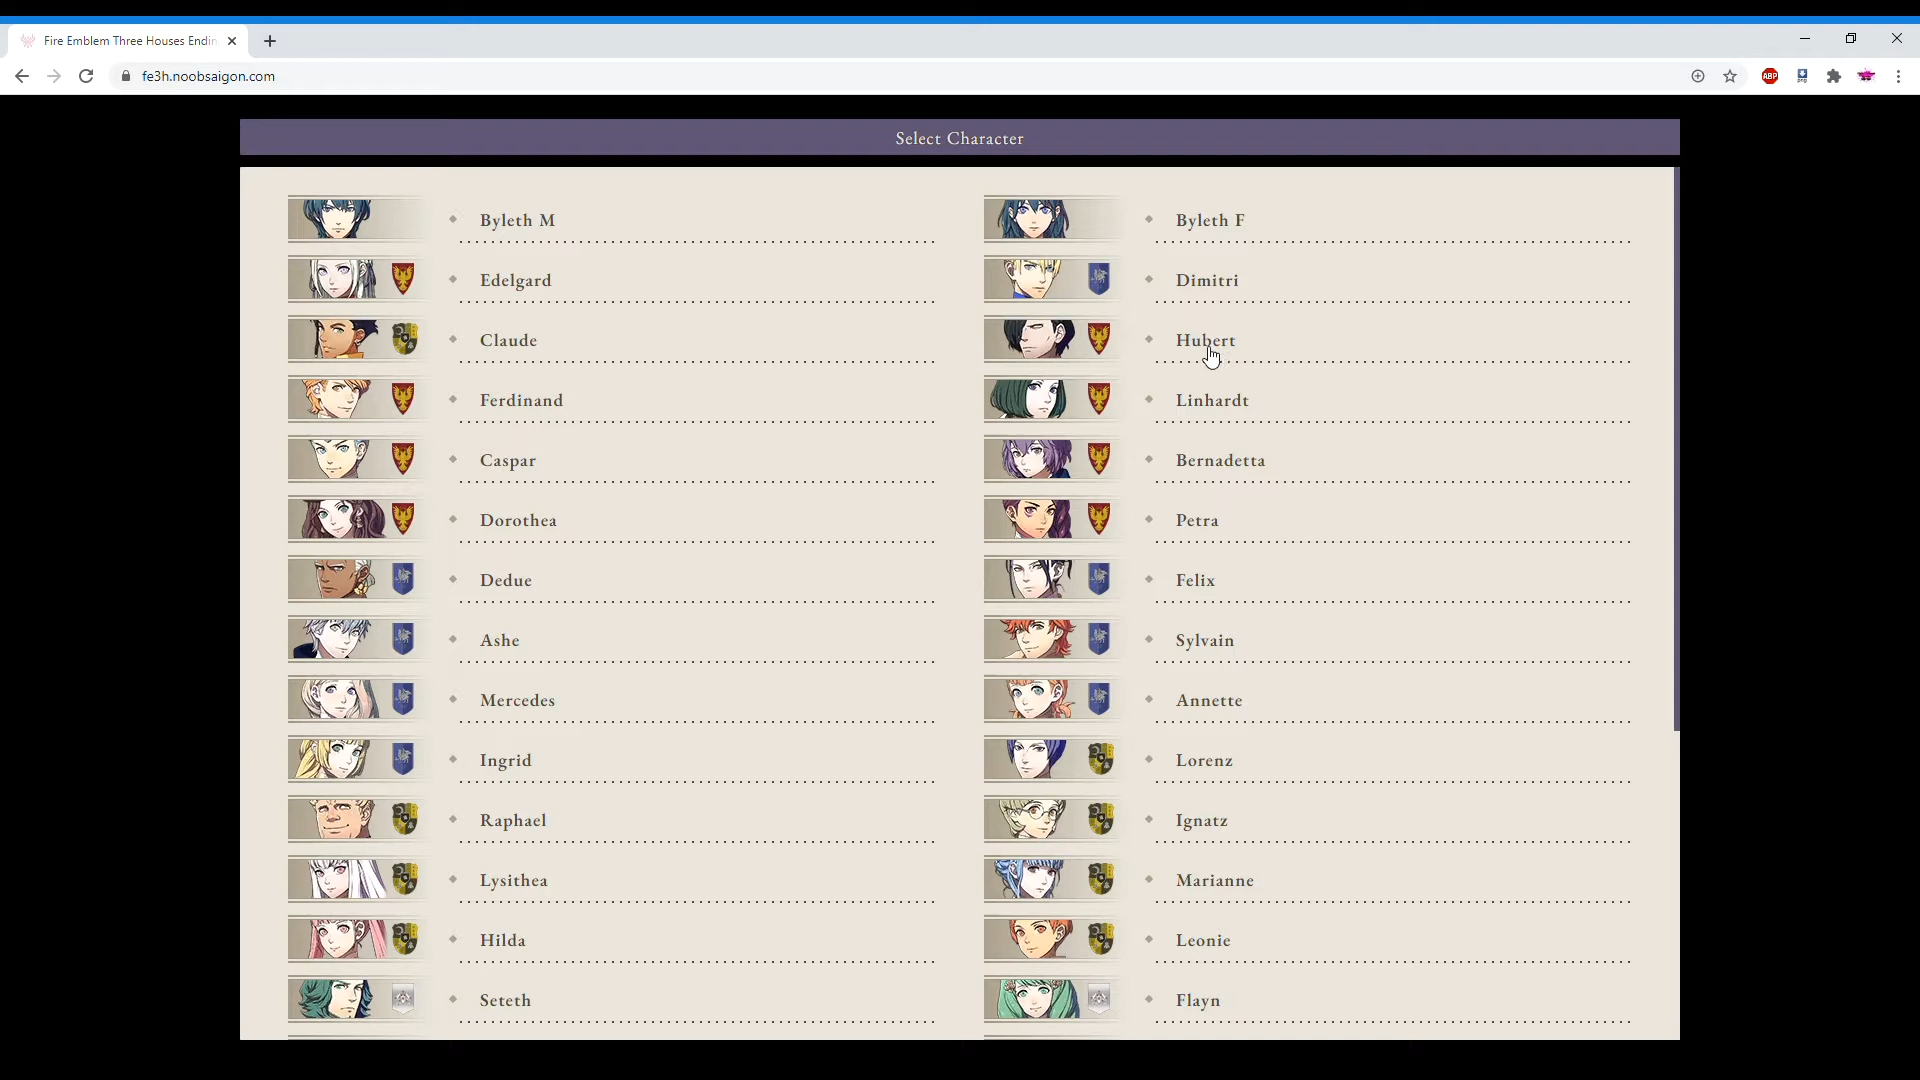 Fire Emblem Three Houses Endin
fe3h.noobsaigon.com
ABP
Select Character
Byleth M
Byleth F
Edelgard
Dimitri
Claude
Hubert
Ferdinand
Linhardt
Caspar
Bernadetta
Dorothea
Petra
Dedue
Felix
Ashe
Sylvain
Mercedes
Annette
Ingrid
Lorenz
Raphael
Ignatz
Lysithea
Marianne
Hilda
Leonie
Seteth
Flayn